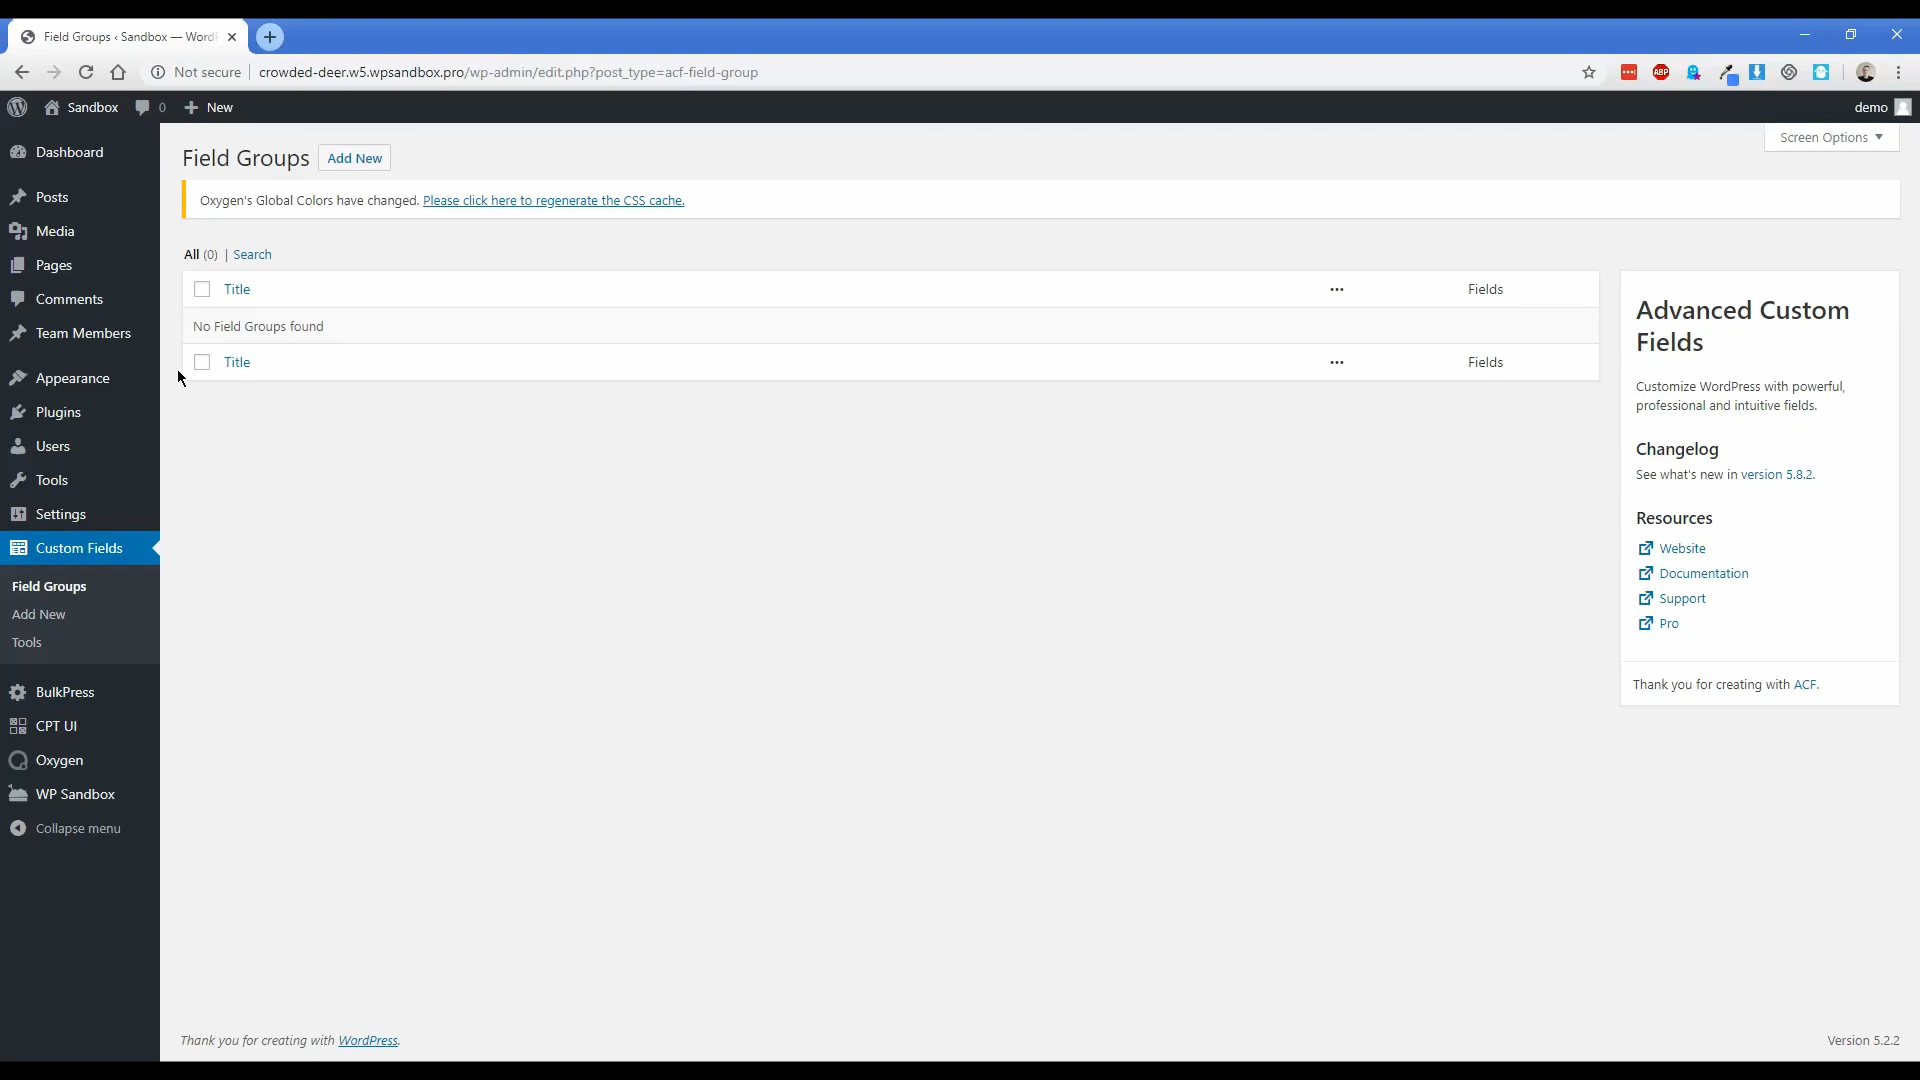 Field Groups ‹ Sandbox — Word
Not secure
crowded-deer.w5.wpsandbox.pro/wp-admin/edit.php?post_type=acf-field-group
ABP
Sandbox
0
New
demo
Dashboard
Posts
Media
Pages
Comments
Team Members
Appearance
Plugins
Users
Tools
Settings
Custom Fields
Field Groups
Add New
Tools
BulkPress
CPT UI
Oxygen
WP Sandbox
Collapse menu
Screen Options
Field Groups
Add New
Oxygen's Global Colors have changed. Please click here to regenerate the CSS cache.
All (0) | Search
Title
Fields
No Field Groups found
Title
Fields
Advanced Custom
Fields
Customize WordPress with powerful,
professional and intuitive fields.
Changelog
See what's new in version 5.8.2.
Resources
Website
Documentation
Support
Pro
Thank you for creating with ACF.
Thank you for creating with WordPress.
Version 5.2.2